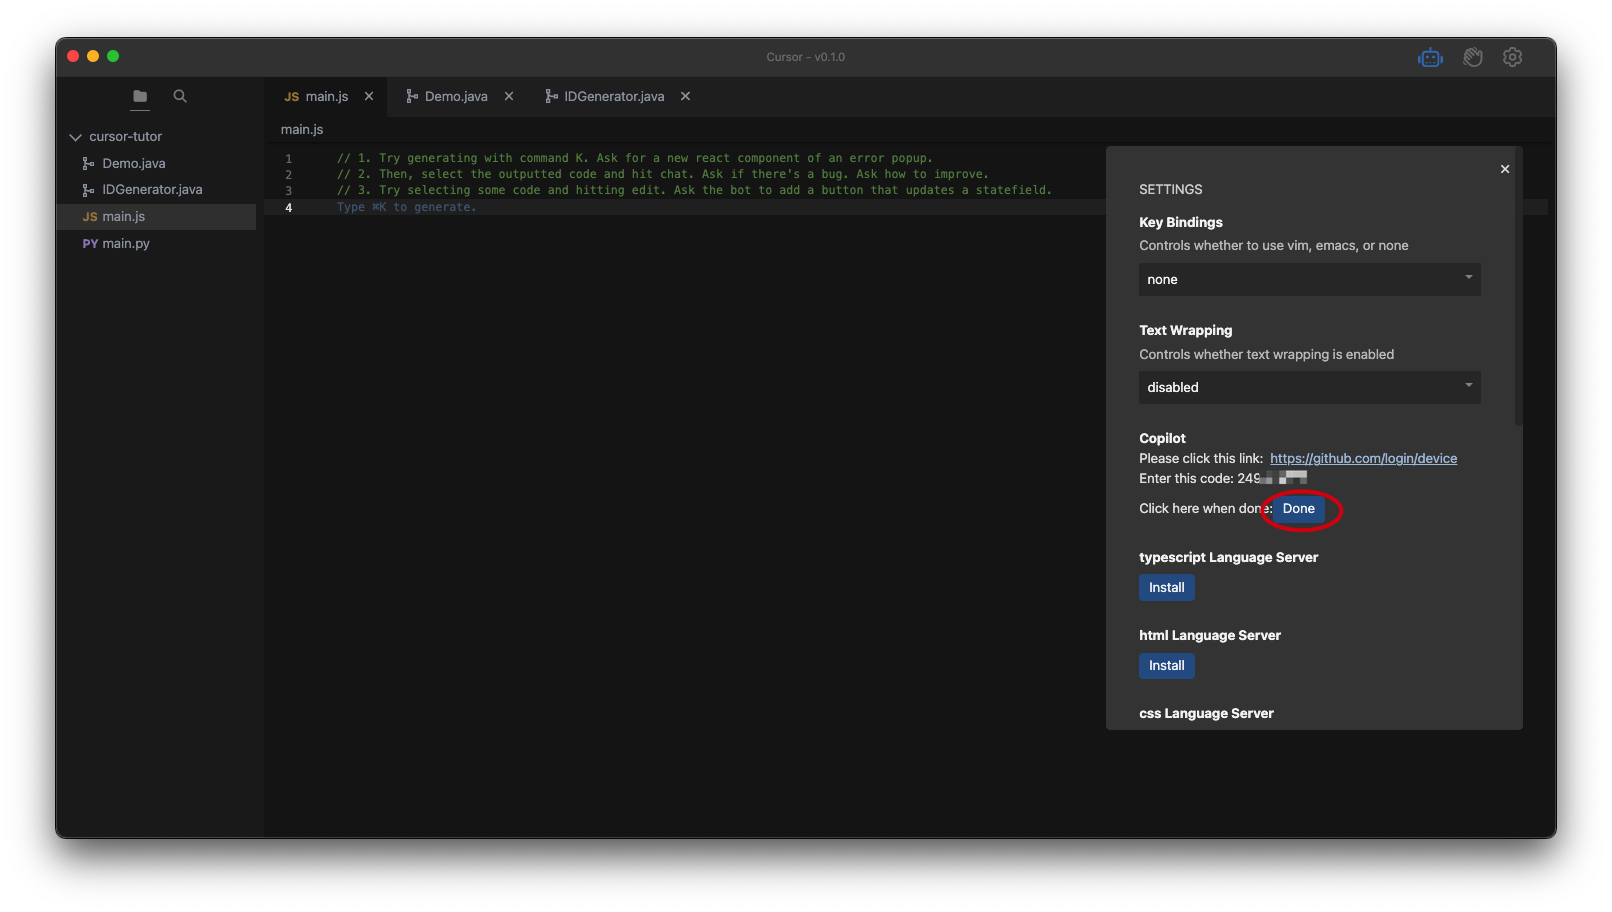 Cursor - v0.1.0
JS main.js
Demo.java
IDGenerator.java
cursor-tutor
Demo.java
IDGenerator.java
JS main.js
PY main.py
main.js
1 // 1. Try generating with command K. Ask for a new react component of an error popup.
2 // 2. Then, select the outputted code and hit chat. Ask if there's a bug. Ask how to improve.
3 // 3. Try selecting some code and hitting edit. Ask the bot to add a button that updates a statefield.
4 Type ⌘K to generate.
SETTINGS
Key Bindings
Controls whether to use vim, emacs, or none
none
Text Wrapping
Controls whether text wrapping is enabled
disabled
Copilot
Please click this link: https://github.com/login/device
Enter this code: 249
Click here when done: Done
typescript Language Server
Install
html Language Server
Install
css Language Server